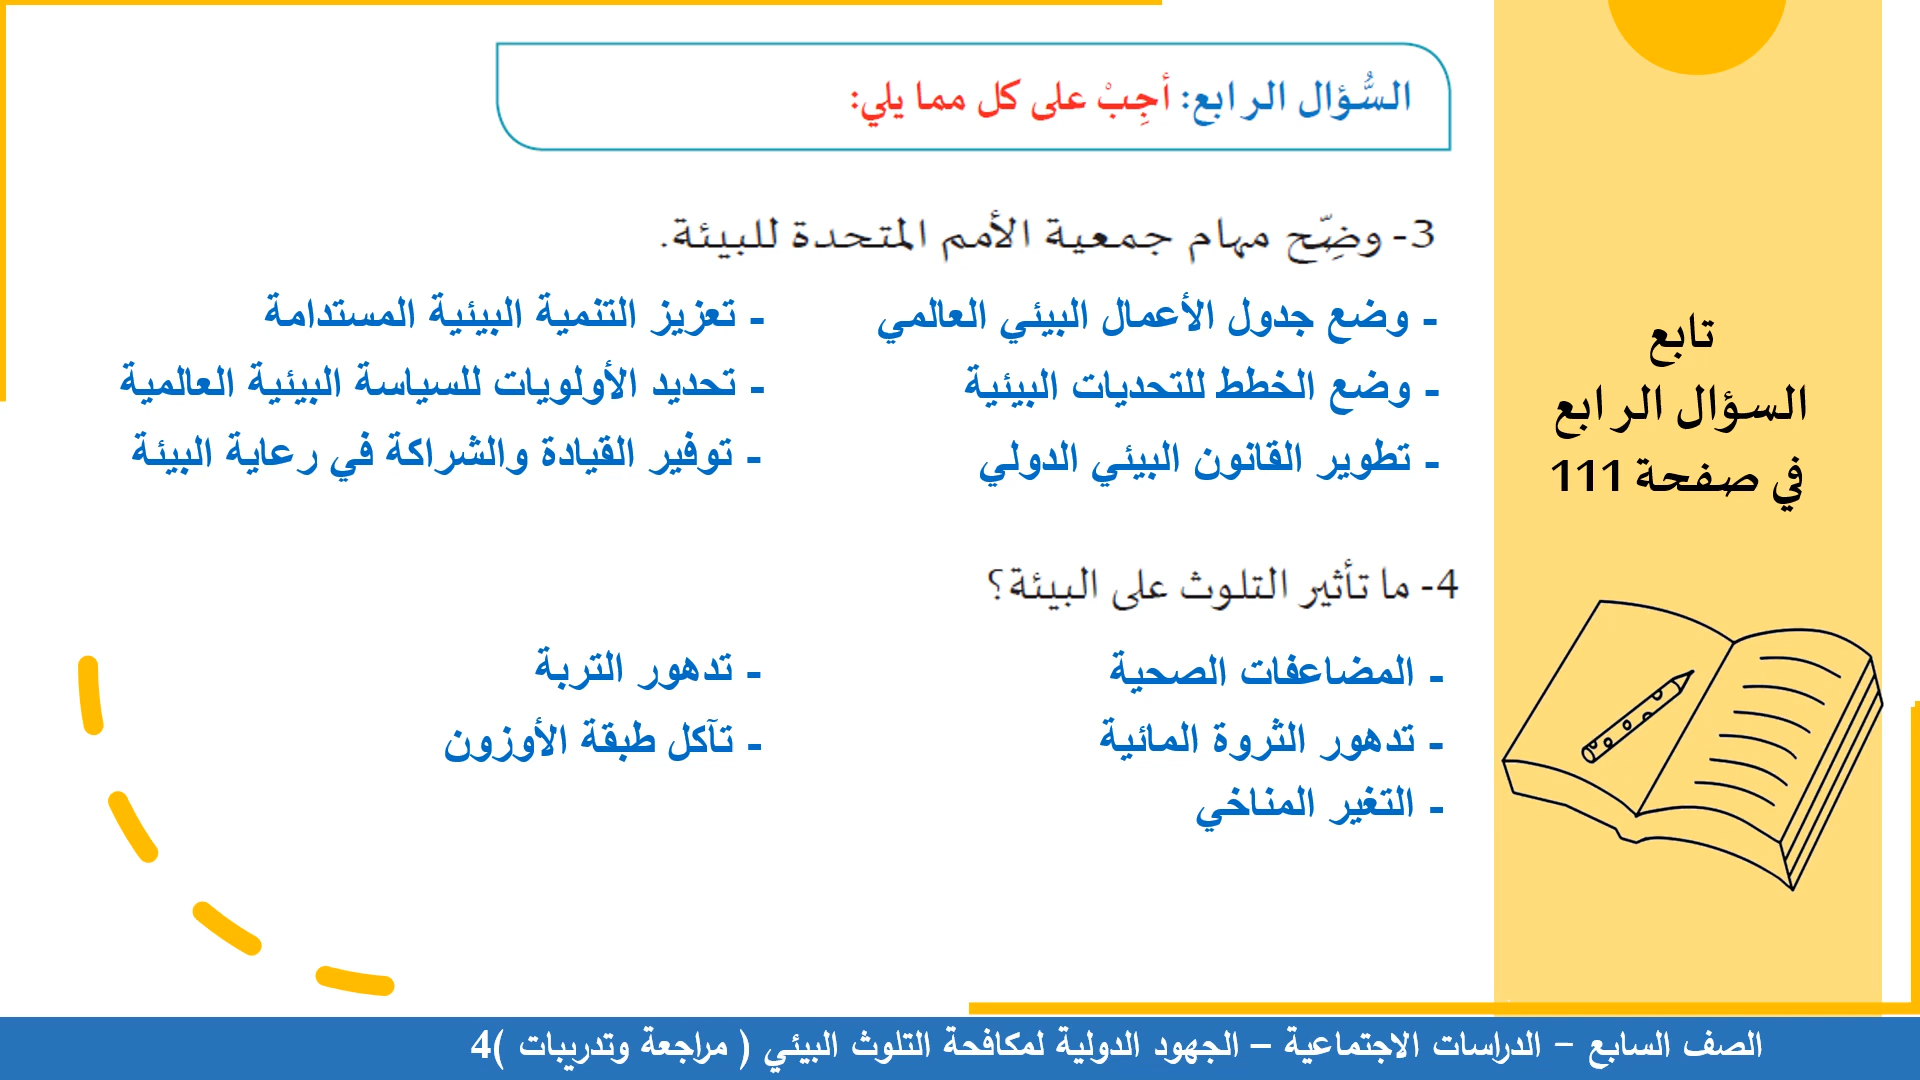 السُّؤال الرابع: أجِبْ على كل مما يلي:
3- وضِّح مهام جمعية الأمم المتحدة للبيئة.
- وضع جدول الأعمال البيئي العالمي
- وضع الخطط للتحديات البيئية
- تطوير القانون البيئي الدولي
- تعزيز التنمية البيئية المستدامة
- تحديد الأولويات للسياسة البيئية العالمية
- توفير القيادة والشراكة في رعاية البيئة
4- ما تأثير التلوث على البيئة؟
- المضاعفات الصحية
- تدهور الثروة المائية
- التغير المناخي
- تدهور التربة
- تآكل طبقة الأوزون
تابع
السؤال الرابع
في صفحة 111
الصف السابع – الدراسات الاجتماعية – الجهود الدولية لمكافحة التلوث البيئي ( مراجعة وتدريبات )4